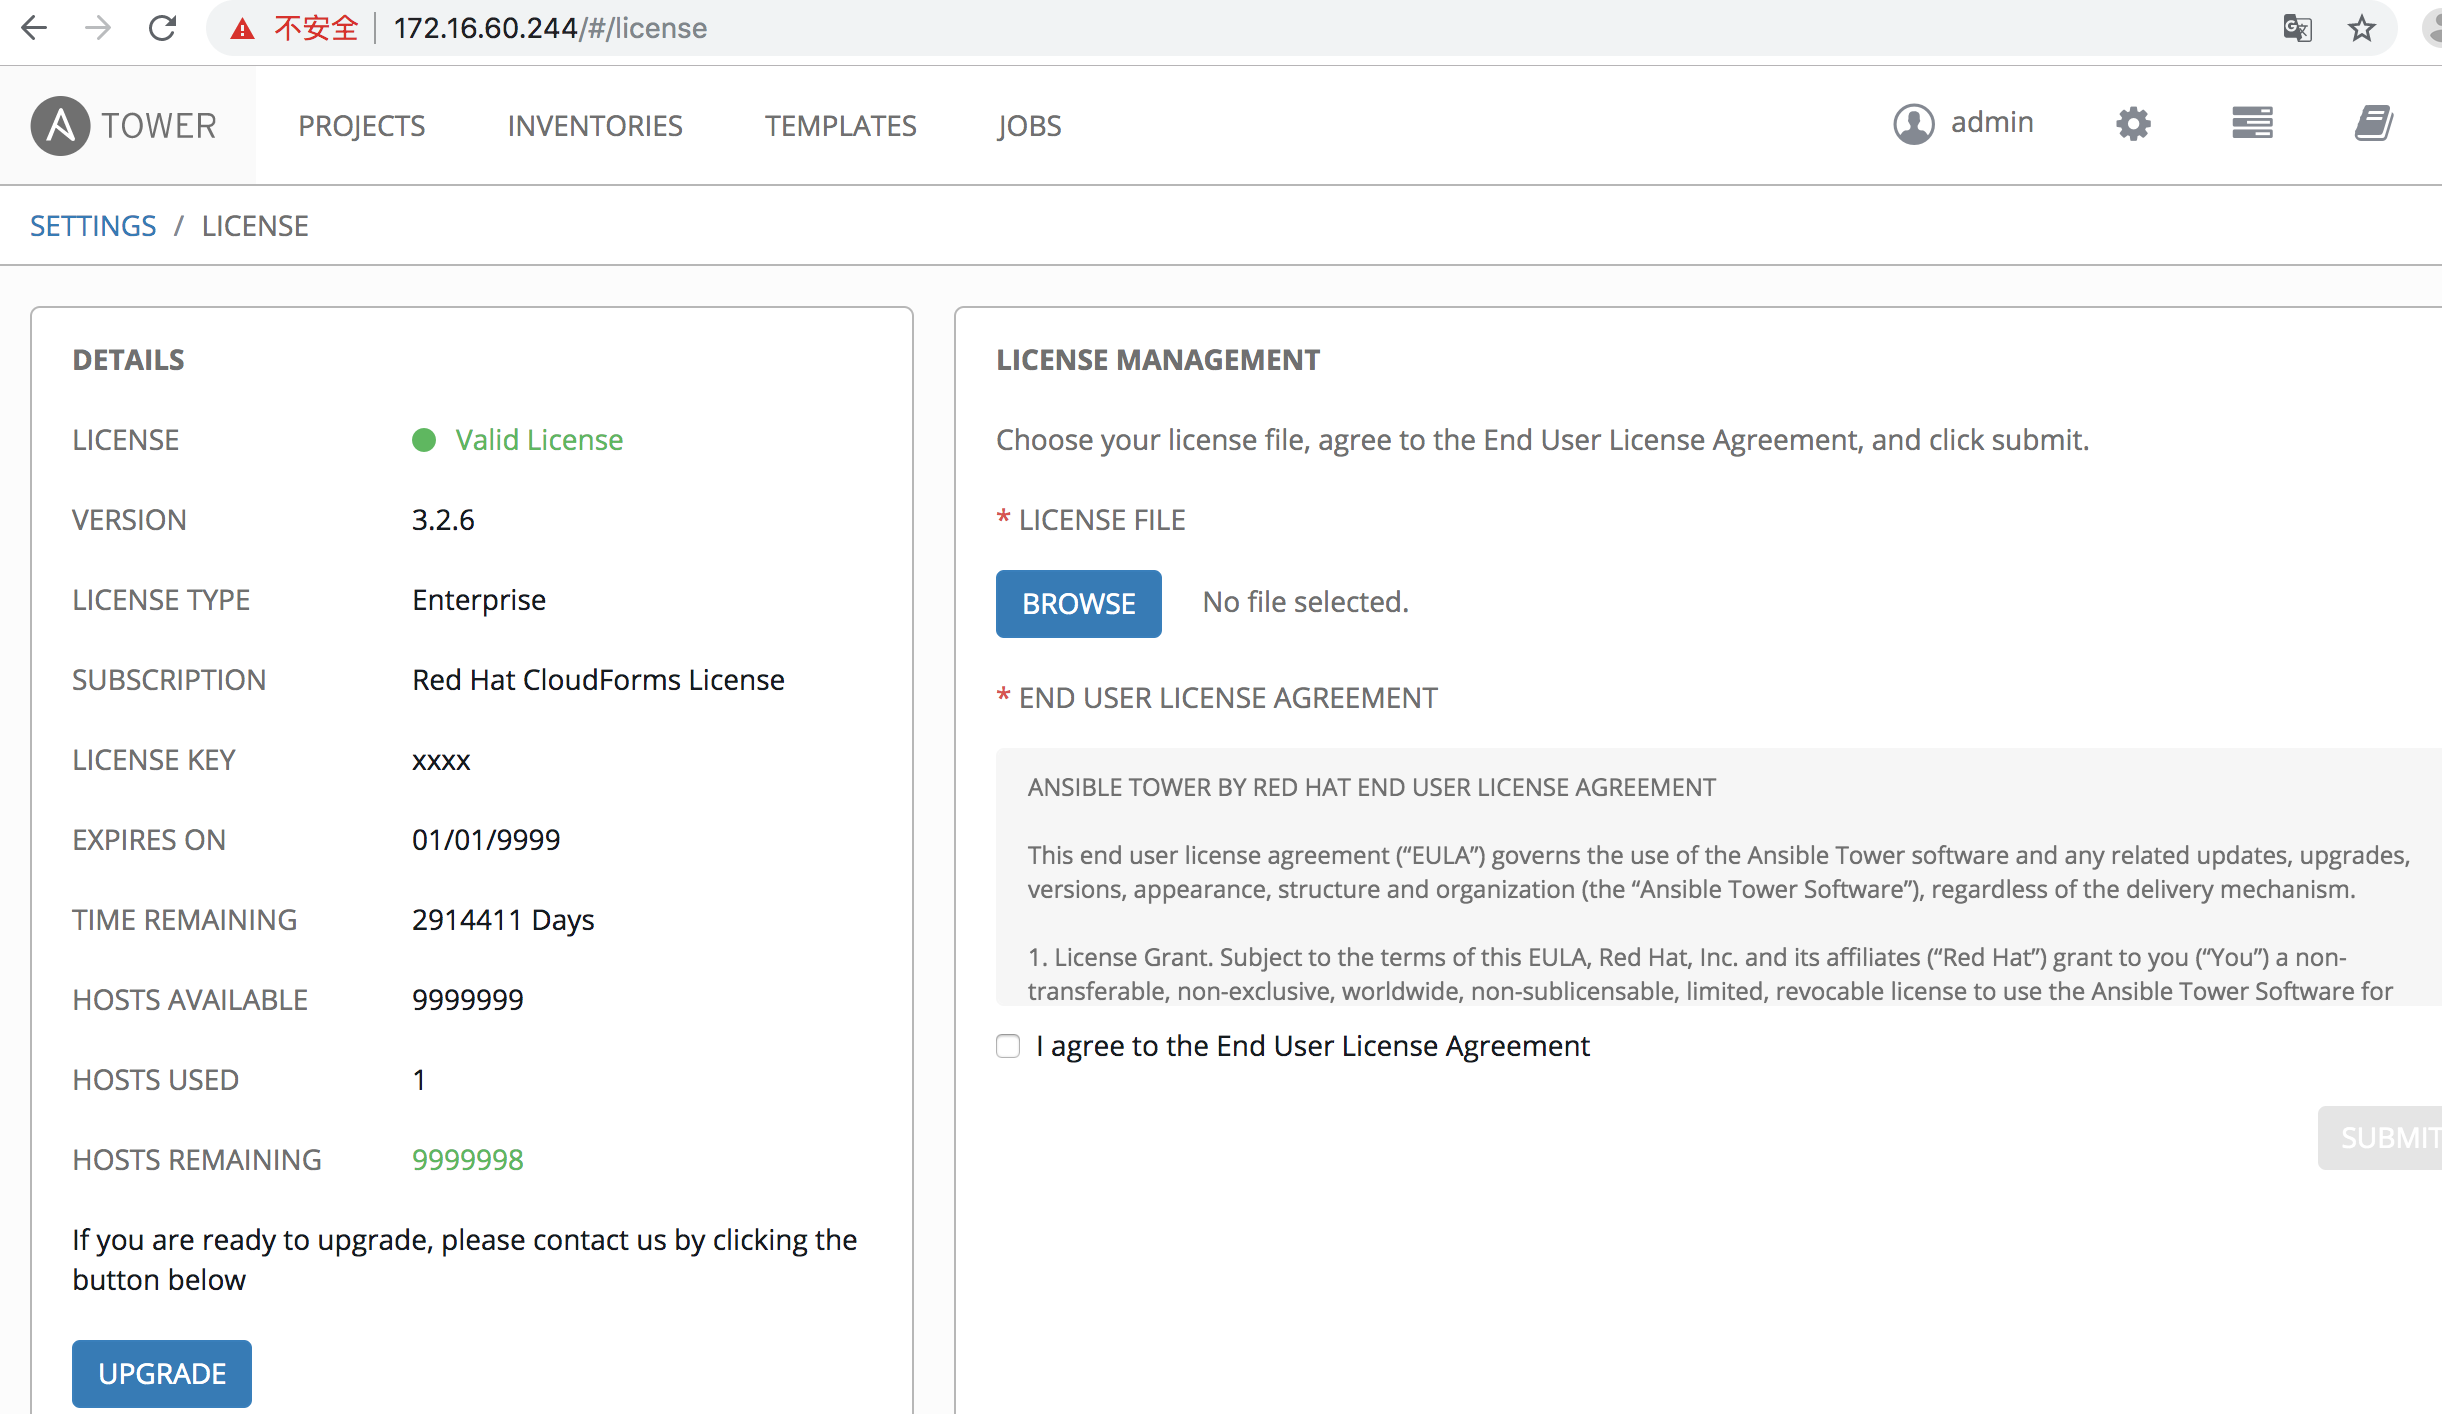 不安全 172.16.60.244/#/license
TOWER PROJECTS INVENTORIES TEMPLATES JOBS admin
SETTINGS / LICENSE
DETAILS
LICENSE Valid License
VERSION 3.2.6
LICENSE TYPE Enterprise
SUBSCRIPTION Red Hat CloudForms License
LICENSE KEY xxxx
EXPIRES ON 01/01/9999
TIME REMAINING 2914411 Days
HOSTS AVAILABLE 9999999
HOSTS USED 1
HOSTS REMAINING 9999998
If you are ready to upgrade, please contact us by clicking the
button below
UPGRADE
LICENSE MANAGEMENT
Choose your license file, agree to the End User License Agreement, and click submit.
* LICENSE FILE
BROWSE No file selected.
* END USER LICENSE AGREEMENT
ANSIBLE TOWER BY RED HAT END USER LICENSE AGREEMENT
This end user license agreement (“EULA”) governs the use of the Ansible Tower software and any related updates, upgrades,
versions, appearance, structure and organization (the “Ansible Tower Software”), regardless of the delivery mechanism.
1. License Grant. Subject to the terms of this EULA, Red Hat, Inc. and its affiliates (“Red Hat”) grant to you (“You”) a non-
transferable, non-exclusive, worldwide, non-sublicensable, limited, revocable license to use the Ansible Tower Software for
I agree to the End User License Agreement
SUBMIT